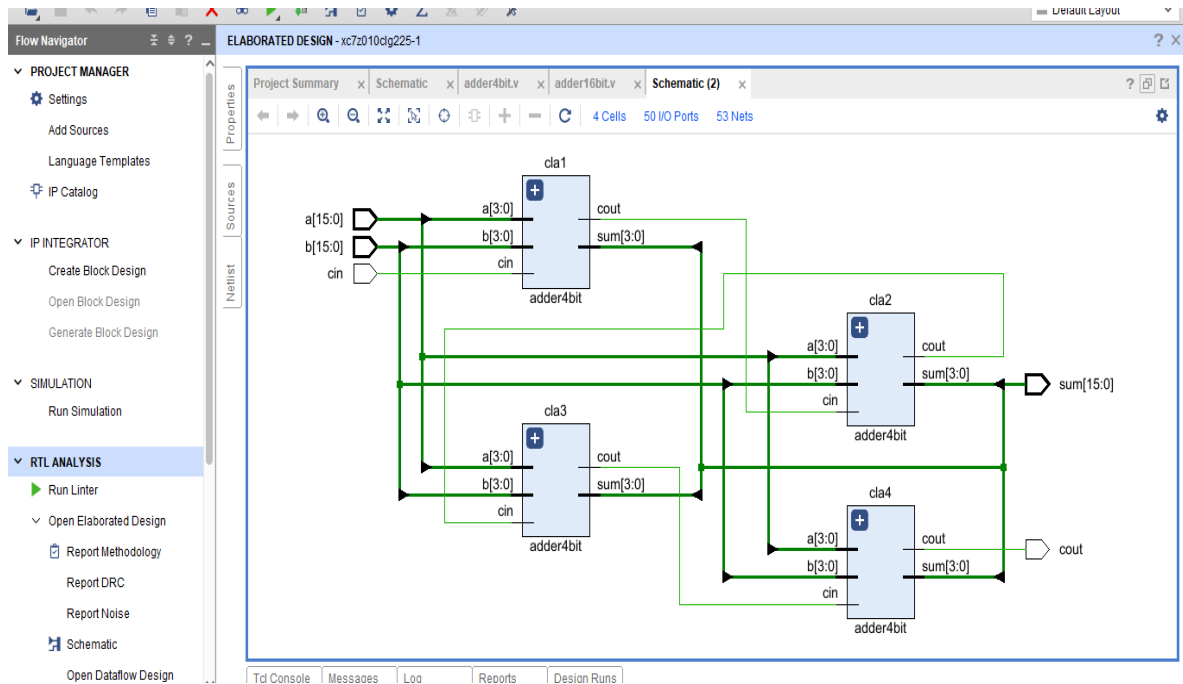 Default Layout
Flow Navigator
?
ELABORATED DESIGN - xc7z010clg225-1
?
PROJECT MANAGER
Settings
Add Sources
Language Templates
IP Catalog
IP INTEGRATOR
Create Block Design
Open Block Design
Generate Block Design
SIMULATION
Run Simulation
RTL ANALYSIS
Run Linter
Open Elaborated Design
Report Methodology
Report DRC
Report Noise
Schematic
Open Dataflow Design
Properties
Sources
Netlist
Project Summary
Schematic
adder4bit.v
adder16bit.v
Schematic (2)
?
4 Cells
50 I/O Ports
53 Nets
a[15:0]
b[15:0]
cin
cla1
a[3:0]
b[3:0]
cin
cout
sum[3:0]
adder4bit
cla2
a[3:0]
b[3:0]
cin
cout
sum[3:0]
adder4bit
cla3
a[3:0]
b[3:0]
cin
cout
sum[3:0]
adder4bit
cla4
a[3:0]
b[3:0]
cin
cout
sum[3:0]
adder4bit
sum[15:0]
cout
Tcl Console
Messages
Log
Reports
Design Runs